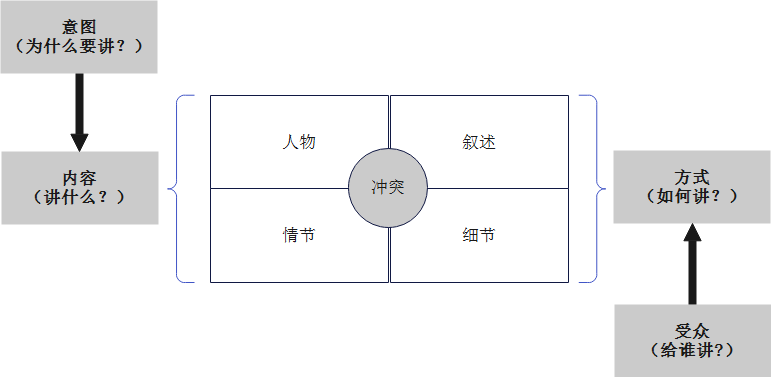 意图
（为什么要讲？）
内容
（讲什么？）
人物
叙述
冲突
情节
细节
方式
（如何讲？）
受众
（给谁讲?）